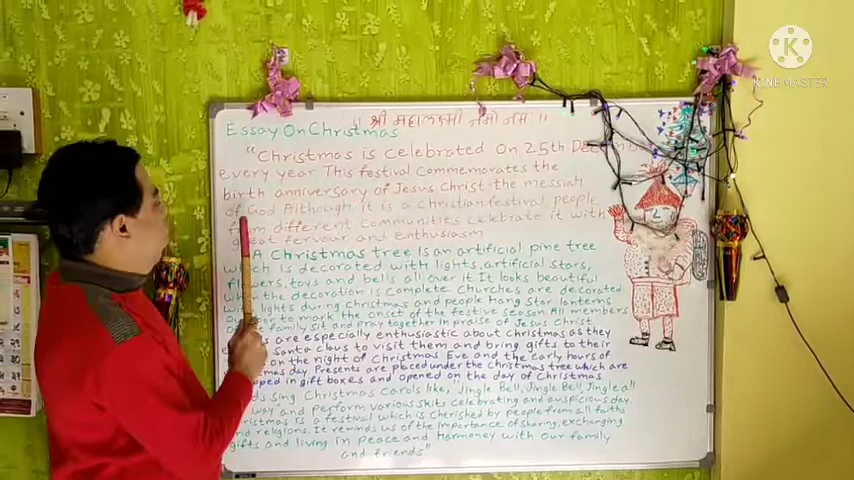 || श्री महालक्ष्मी नमो नमः ||
Essay On Christmas
"Christmas is celebrated On 25th Decem
every year This festival commemorates the
birth anniversary Of Jesus Christ the messiah
of God Although, it is a christian festival, people
from different Communities celebrate it with
great fervour and enthusiasm.
A Christmas tree Is an artificial pine tree
which is decorated with lights, artificial stars,
flowers, toys and bells all over it It looks beautiful
when the decoration is complete Churches are decorated
with lights during Christmas and people hang star lanterns
to mark the onset of the festive season. All members
of family sit and pray together in praise of Jesus Christ
are especially enthusiastic about Christmas as they
Santa claus to visit them and bring gifts to their
on the night of Christmas Eve and the early hours of
day. Presents are placed under the christmas tree which are
in gift boxes and opened on the day of Christmas
sing Christmas Carols like, "Jingle Bell, Jingle Bell, Jingle all
way and perform various skits celebrating and auspicious day.
is a festival which is cherished by people from all faiths
and religions. It reminds us of the importance of sharing, exchanging
gifts and living in peace and Harmoney with our family
and friends"
KINEMASTER